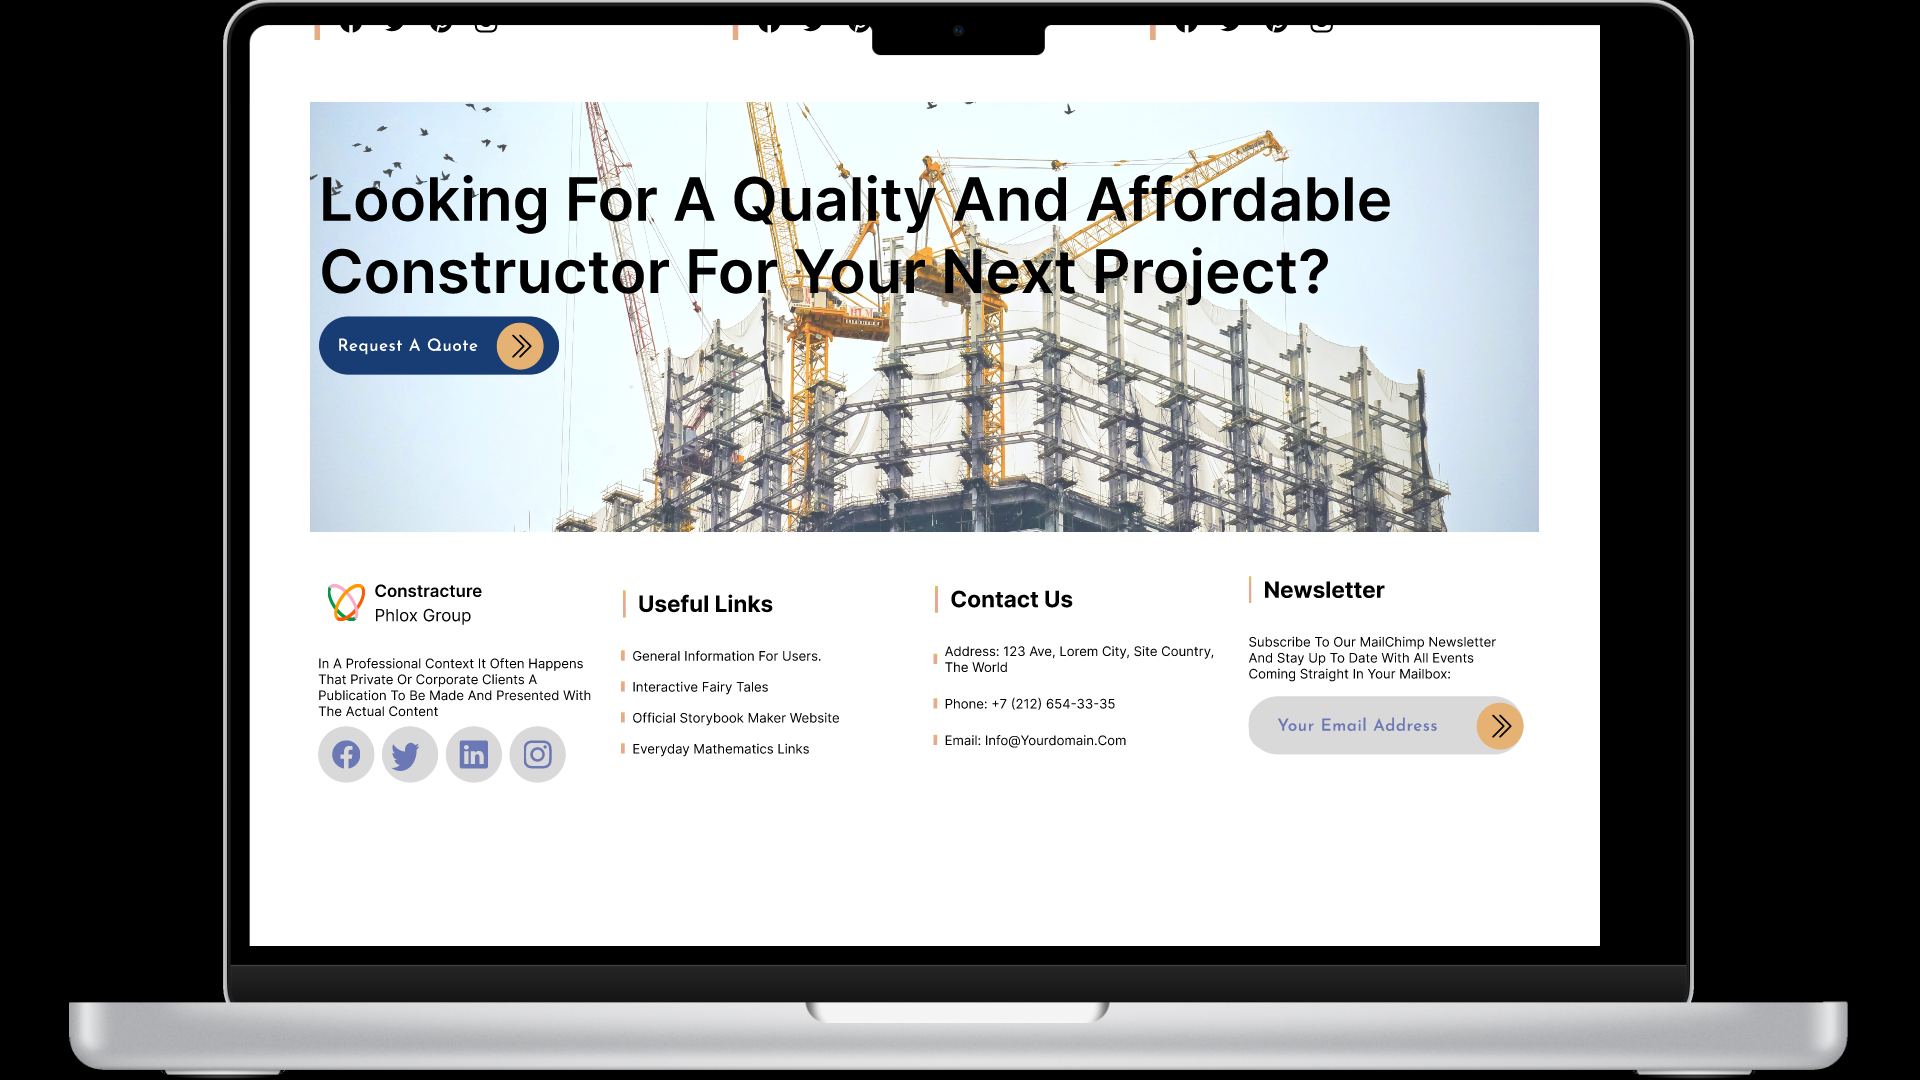 Looking For A Quality And Affordable
Constructor For Your Next Project?
Request A Quote
Constracture
Phlox Group
In A Professional Context It Often Happens
That Private Or Corporate Clients A
Publication To Be Made And Presented With
The Actual Content
Useful Links
General Information For Users.
Interactive Fairy Tales
Official Storybook Maker Website
Everyday Mathematics Links
Contact Us
Address: 123 Ave, Lorem City, Site Country,
The World
Phone: +7 (212) 654-33-35
Email: Info@Yourdomain.Com
Newsletter
Subscribe To Our MailChimp Newsletter
And Stay Up To Date With All Events
Coming Straight In Your Mailbox:
Your Email Address